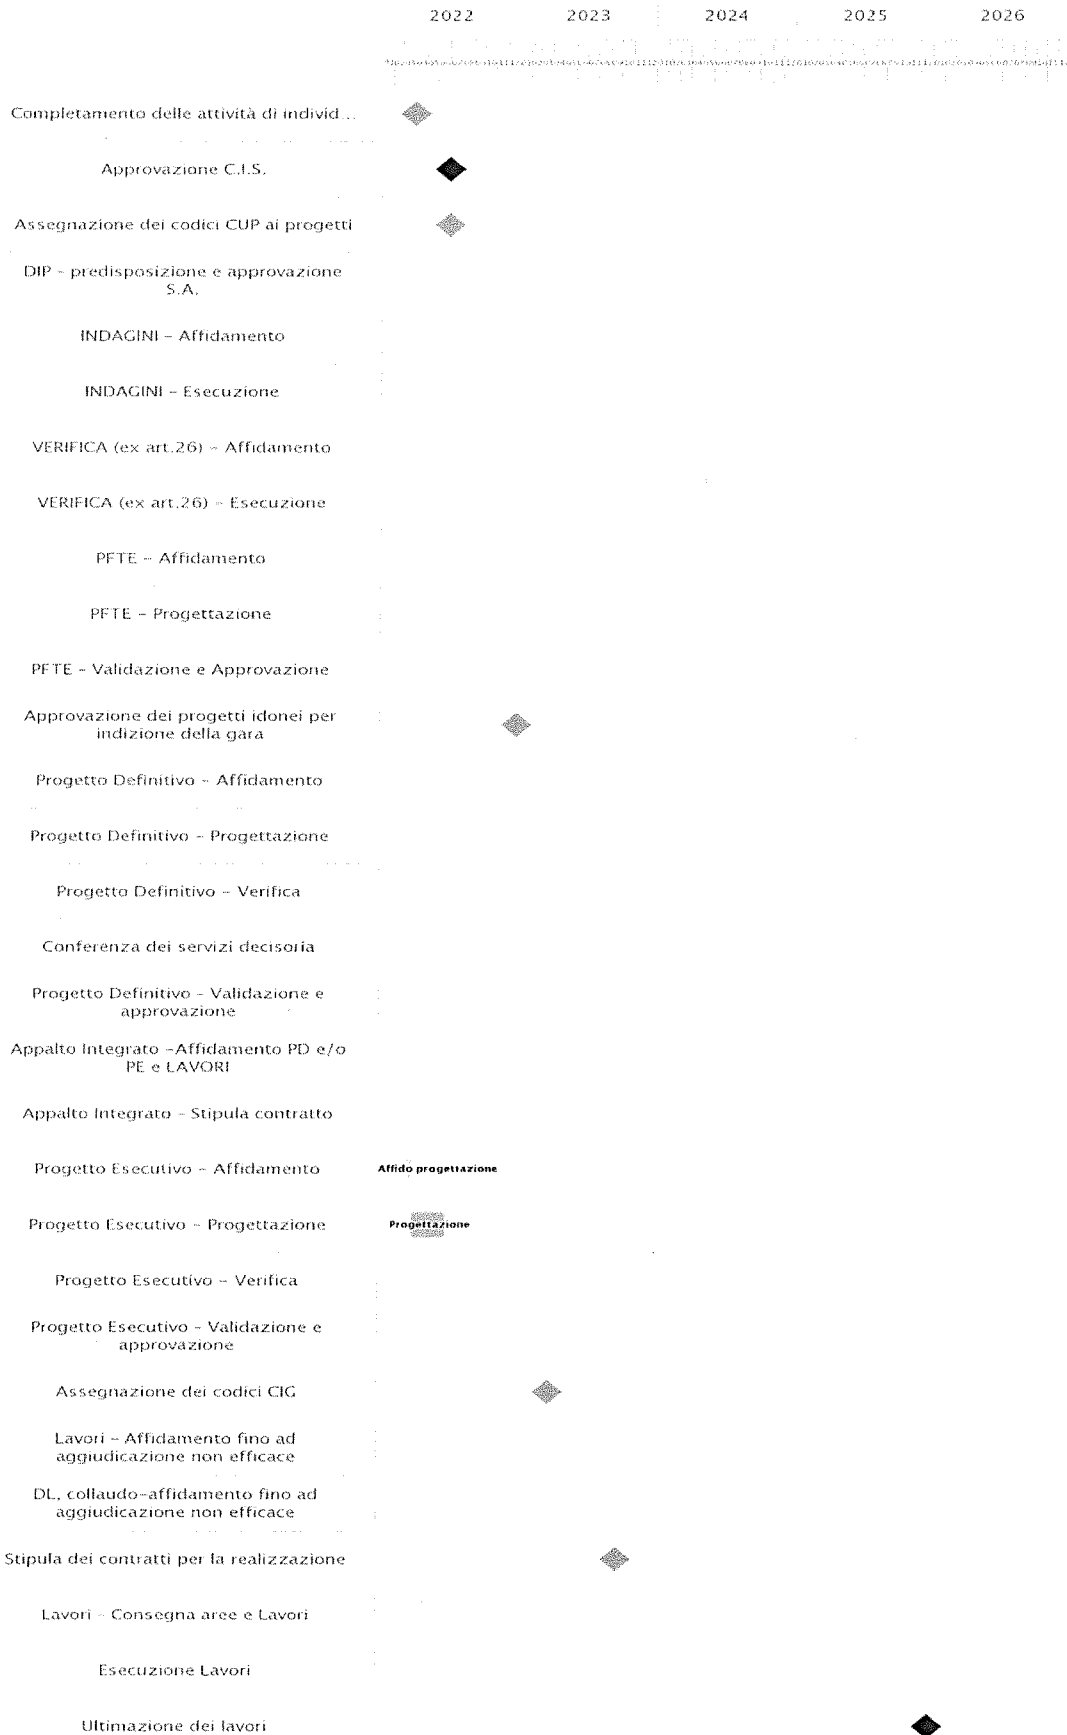 2022 2023 2024 2025 2026
Completamento delle attività di individ...
Approvazione C.I.S.
Assegnazione dei codici CUP ai progetti
DIP - predisposizione e approvazione
S.A.
INDAGINI - Affidamento
INDAGINI - Esecuzione
VERIFICA (ex art.26) - Affidamento
VERIFICA (ex art.26) - Esecuzione
PFTE - Affidamento
PFTE - Progettazione
PFTE - Validazione e Approvazione
Approvazione dei progetti idonei per
indizione della gara
Progetto Definitivo - Affidamento
Progetto Definitivo - Progettazione
Progetto Definitivo - Verifica
Conferenza dei servizi decisoria
Progetto Definitivo - Validazione e
approvazione
Appalto Integrato -Affidamento PD e/o
PE e LAVORI
Appalto Integrato - Stipula contratto
Progetto Esecutivo - Affidamento Affido progettazione
Progetto Esecutivo - Progettazione Progettazione
Progetto Esecutivo - Verifica
Progetto Esecutivo - Validazione e
approvazione
Assegnazione dei codici CIG
Lavori - Affidamento fino ad
aggiudicazione non efficace
DL, collaudo-affidamento fino ad
aggiudicazione non efficace
Stipula dei contratti per la realizzazione
Lavori - Consegna aree e Lavori
Esecuzione Lavori
Ultimazione dei lavori